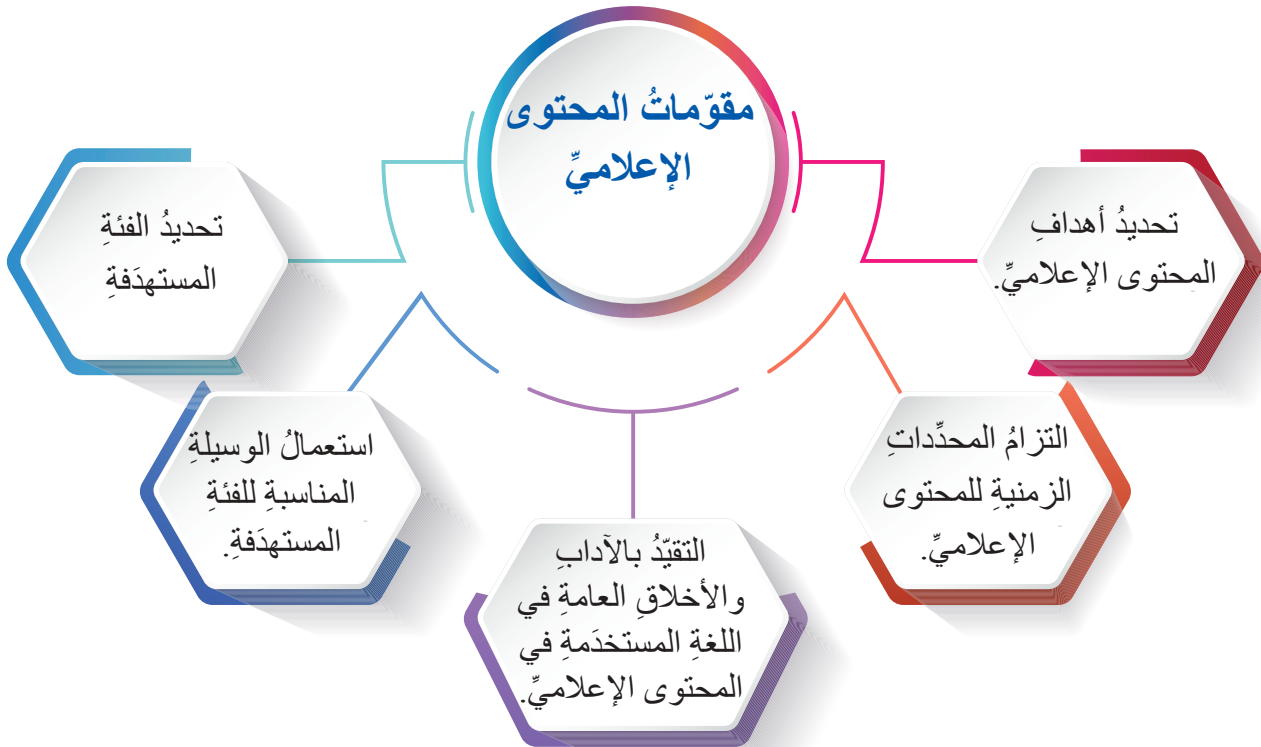 مقوّماتُ المحتوى
الإعلاميِّ
تحديدُ أهدافِ
المحتوى الإعلاميِّ.
التزامُ المحدِّداتِ
الزمنيةِ للمحتوى
الإعلاميِّ.
التقيّدُ بالآدابِ
والأخلاقِ العامةِ في
اللغةِ المستخدَمةِ في
المحتوى الإعلاميِّ.
استعمالُ الوسيلةِ
المناسبةِ للفئةِ
المستهدَفةِ.
تحديدُ الفئةِ
المستهدَفةِ